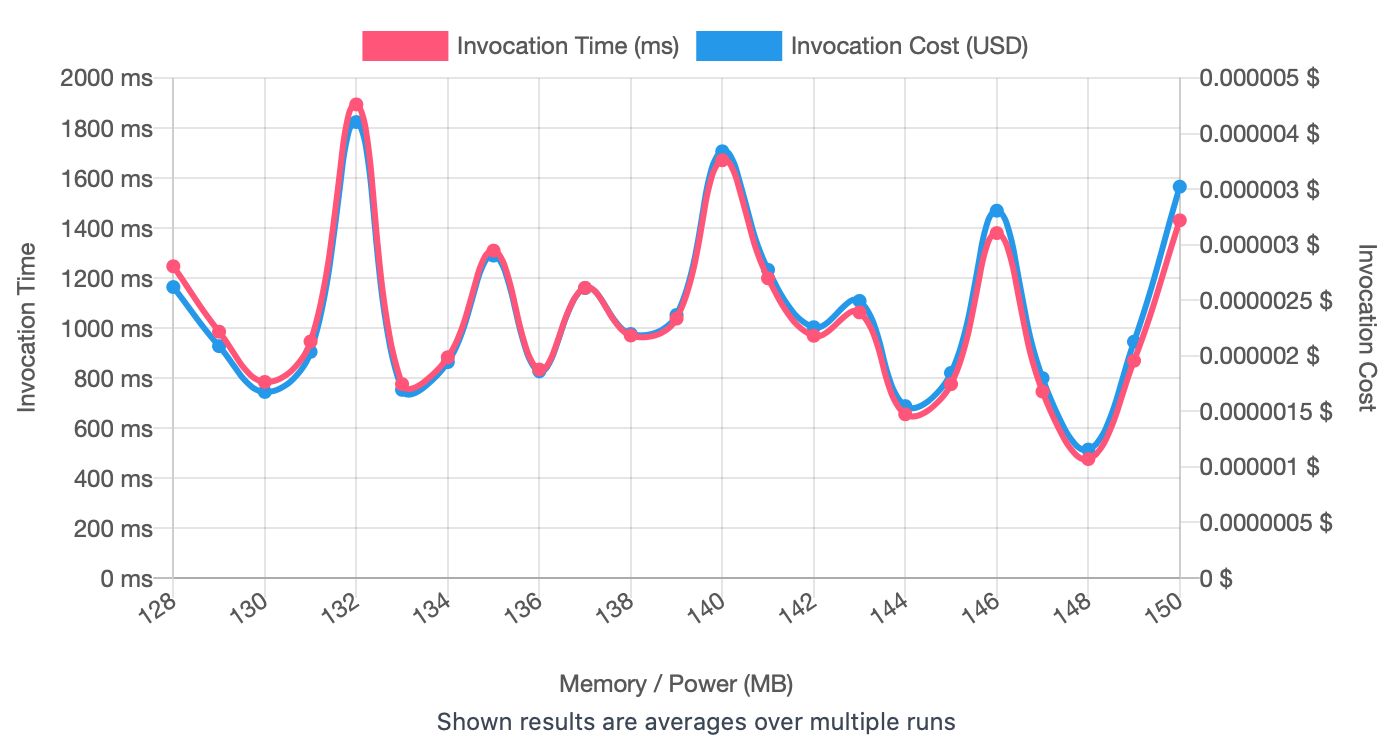 Invocation Time (ms) Invocation Cost (USD)
2000 ms 0.000005 $
1800 ms 0.000004 $
1600 ms 0.000003 $
1400 ms 0.000003 $
1200 ms 0.0000025 $
1000 ms 0.000002 $
800 ms 0.0000015 $
600 ms 0.000001 $
400 ms 0.0000005 $
200 ms 0 $
0 ms
Invocation Time
Invocation Cost
128 130 132 134 136 138 140 142 144 146 148 150
Memory / Power (MB)
Shown results are averages over multiple runs